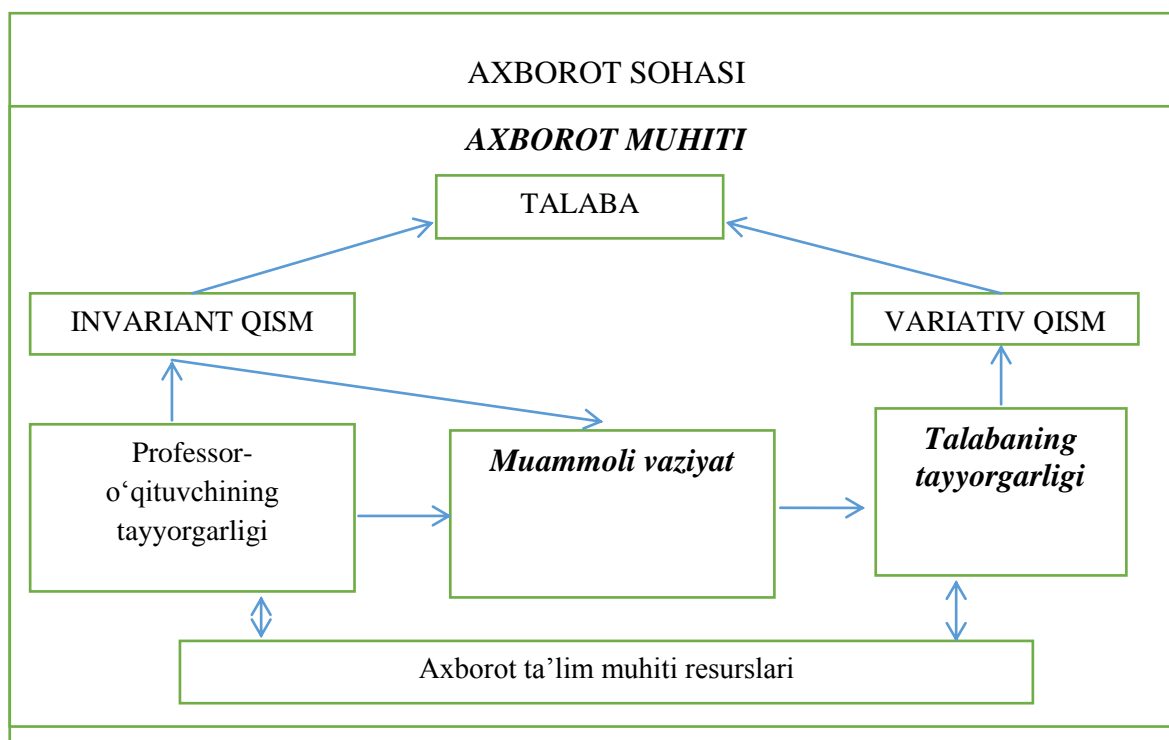 AXBOROT SOHASI
AXBOROT MUHITI
TALABA
INVARIANT QISM
VARIATIV QISM
Professor-
o‘qituvchining
tayyorgarligi
Muammoli vaziyat
Talabaning
tayyorgarligi
Axborot ta’lim muhiti resurslari